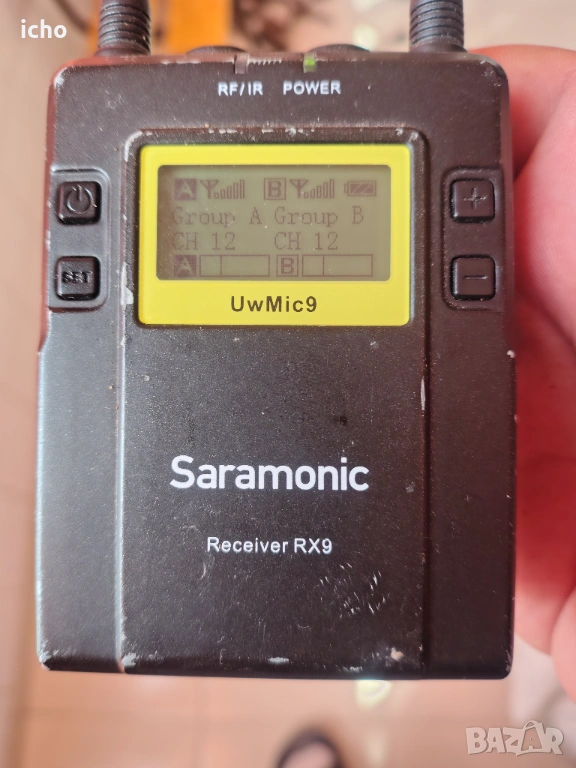 icho
RF/IR POWER
A B
Group A Group B
CH 12 CH 12
A B
SET
+
-
UwMic9
Saramonic
Receiver RX9
BAZAR